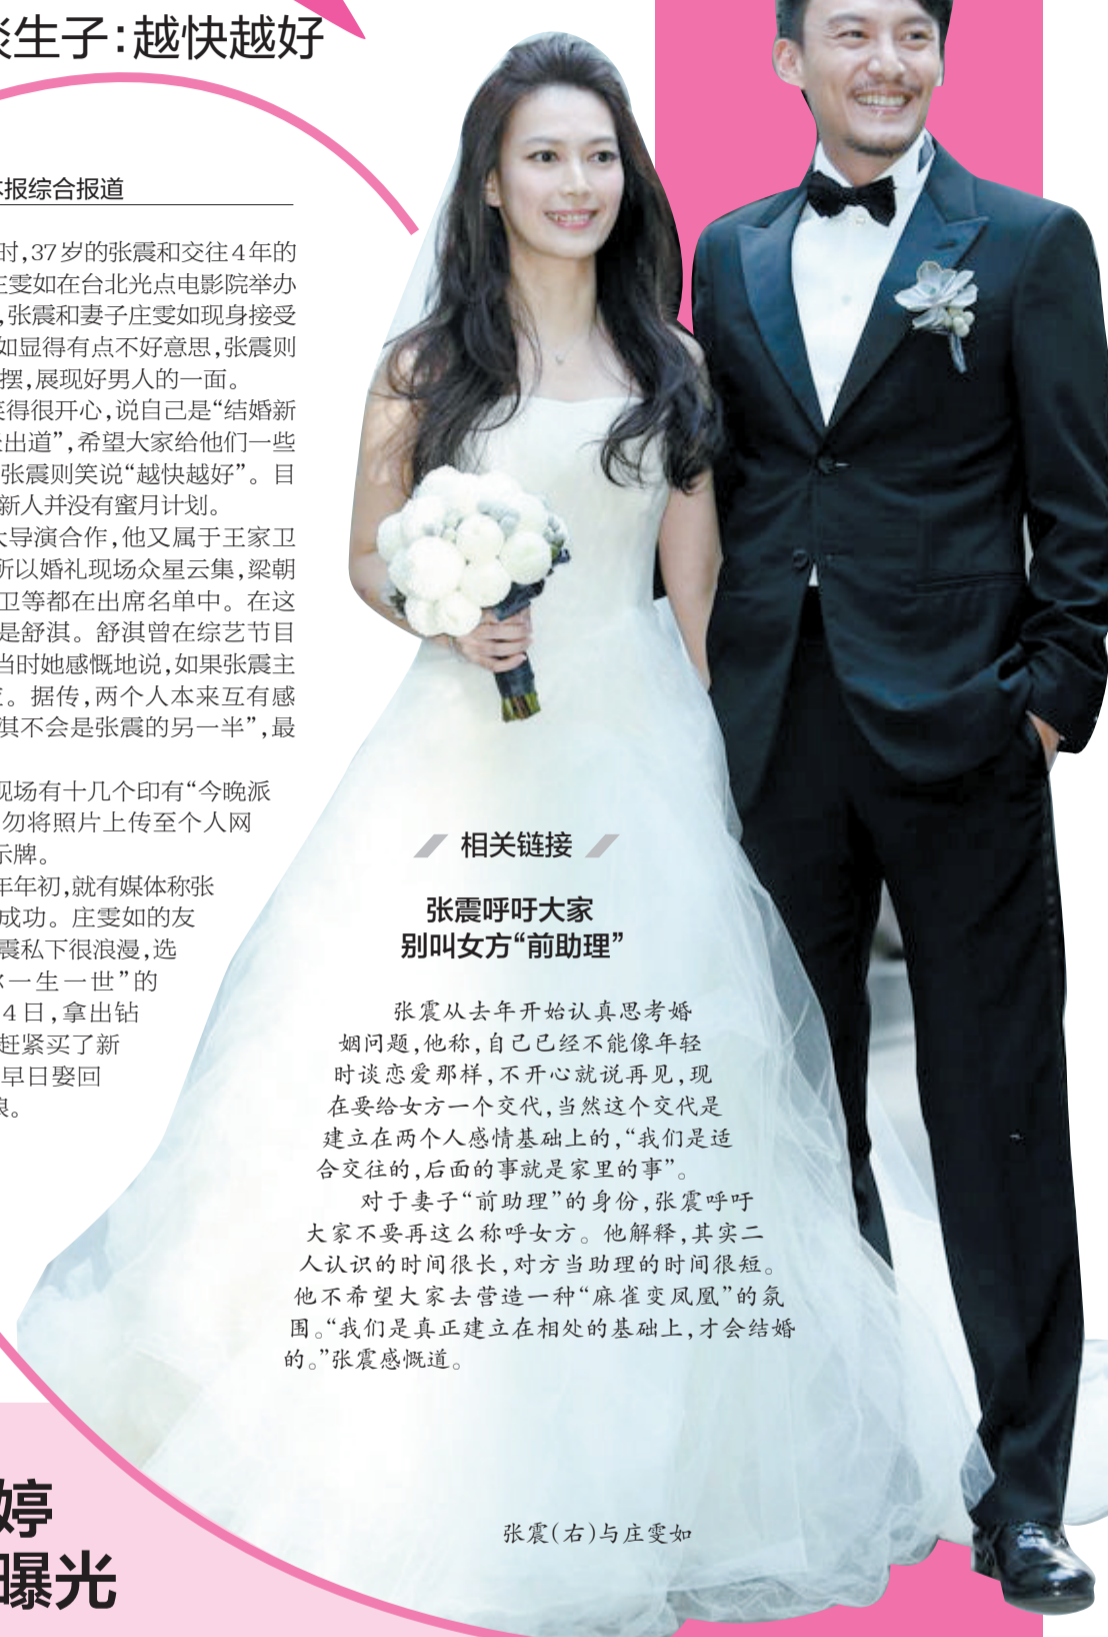 生子：越快越好
本报综合报道
时，37岁的张震和交往4年的
庄雯如在台北光点电影院举办
，张震和妻子庄雯如现身接受
如显得有点不好意思，张震则
摆，展现好男人的一面。
笑得很开心，说自己是“结婚新
出道”，希望大家给他们一些
张震则笑说“越快越好”。目
新人并没有蜜月计划。
大导演合作，他又属于王家卫
所以婚礼现场众星云集，梁朝
卫等都在出席名单中。在这
是舒淇。舒淇曾在综艺节目
当时她感慨地说，如果张震主
。据传，两个人本来互有感
淇不会是张震的另一半”，最
现场有十几个印有“今晚派
勿将照片上传至个人网
示牌。
年年初，就有媒体称张
成功。庄雯如的友
震私下很浪漫，选
一生一世”的
4日，拿出钻
赶紧买了新
早日娶回
。
相关链接
张震呼吁大家
别叫女方“前助理”
张震从去年开始认真思考婚
姻问题，他称，自己已经不能像年轻
时谈恋爱那样，不开心就说再见，现
在要给女方一个交代，当然这个交代是
建立在两个人感情基础上的，“我们是适
合交往的，后面的事就是家里的事”。
对于妻子“前助理”的身份，张震呼吁
大家不要再这么称呼女方。他解释，其实二
人认识的时间很长，对方当助理的时间很短。
他不希望大家去营造一种“麻雀变凤凰”的氛
围。“我们是真正建立在相处的基础上，才会结婚
的。”张震感慨道。
张震（右）与庄雯如
婷
曝光